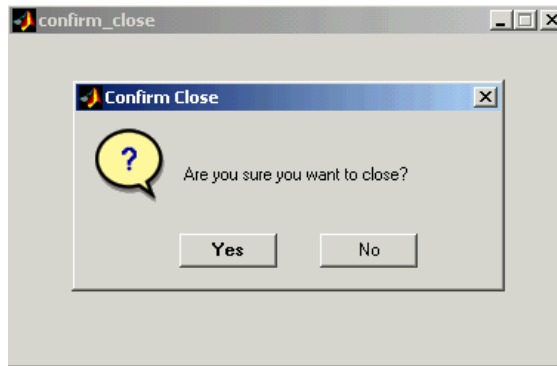 confirm_close
Confirm Close
?
Are you sure you want to close?
Yes No